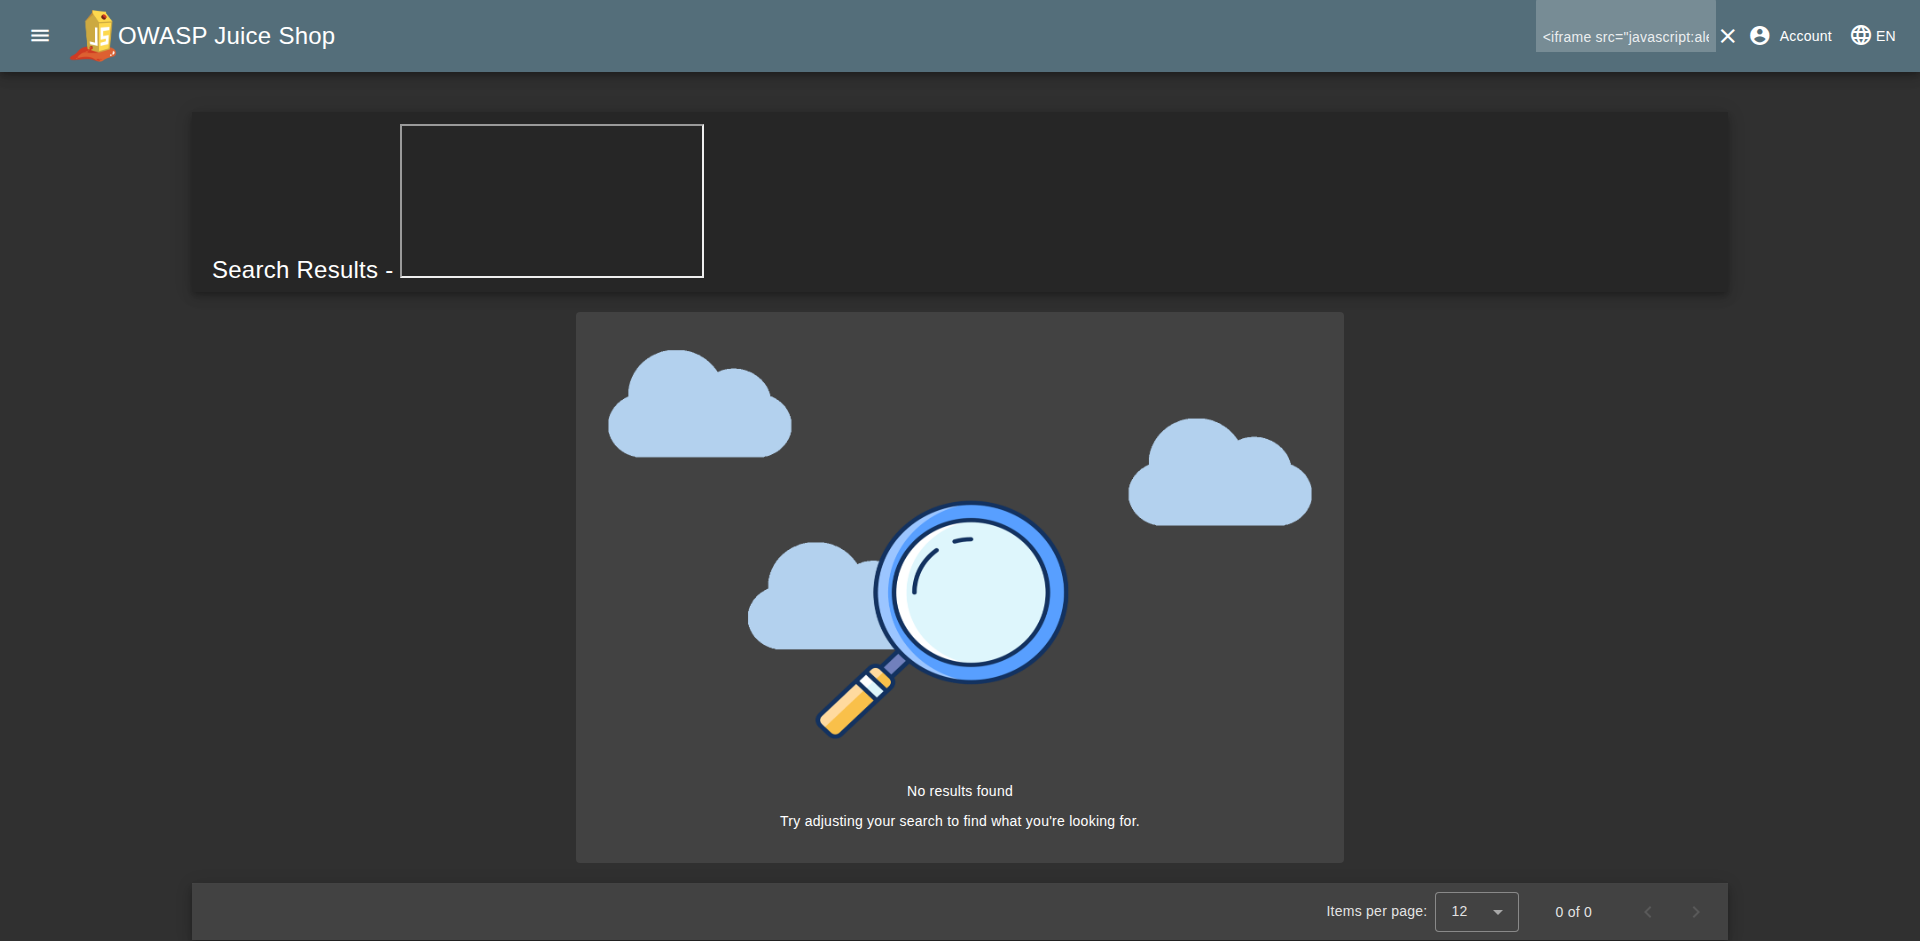 OWASP Juice Shop
<iframe src="javascript:ale
Account
EN
Search Results -
No results found
Try adjusting your search to find what you're looking for.
Items per page:
12
0 of 0